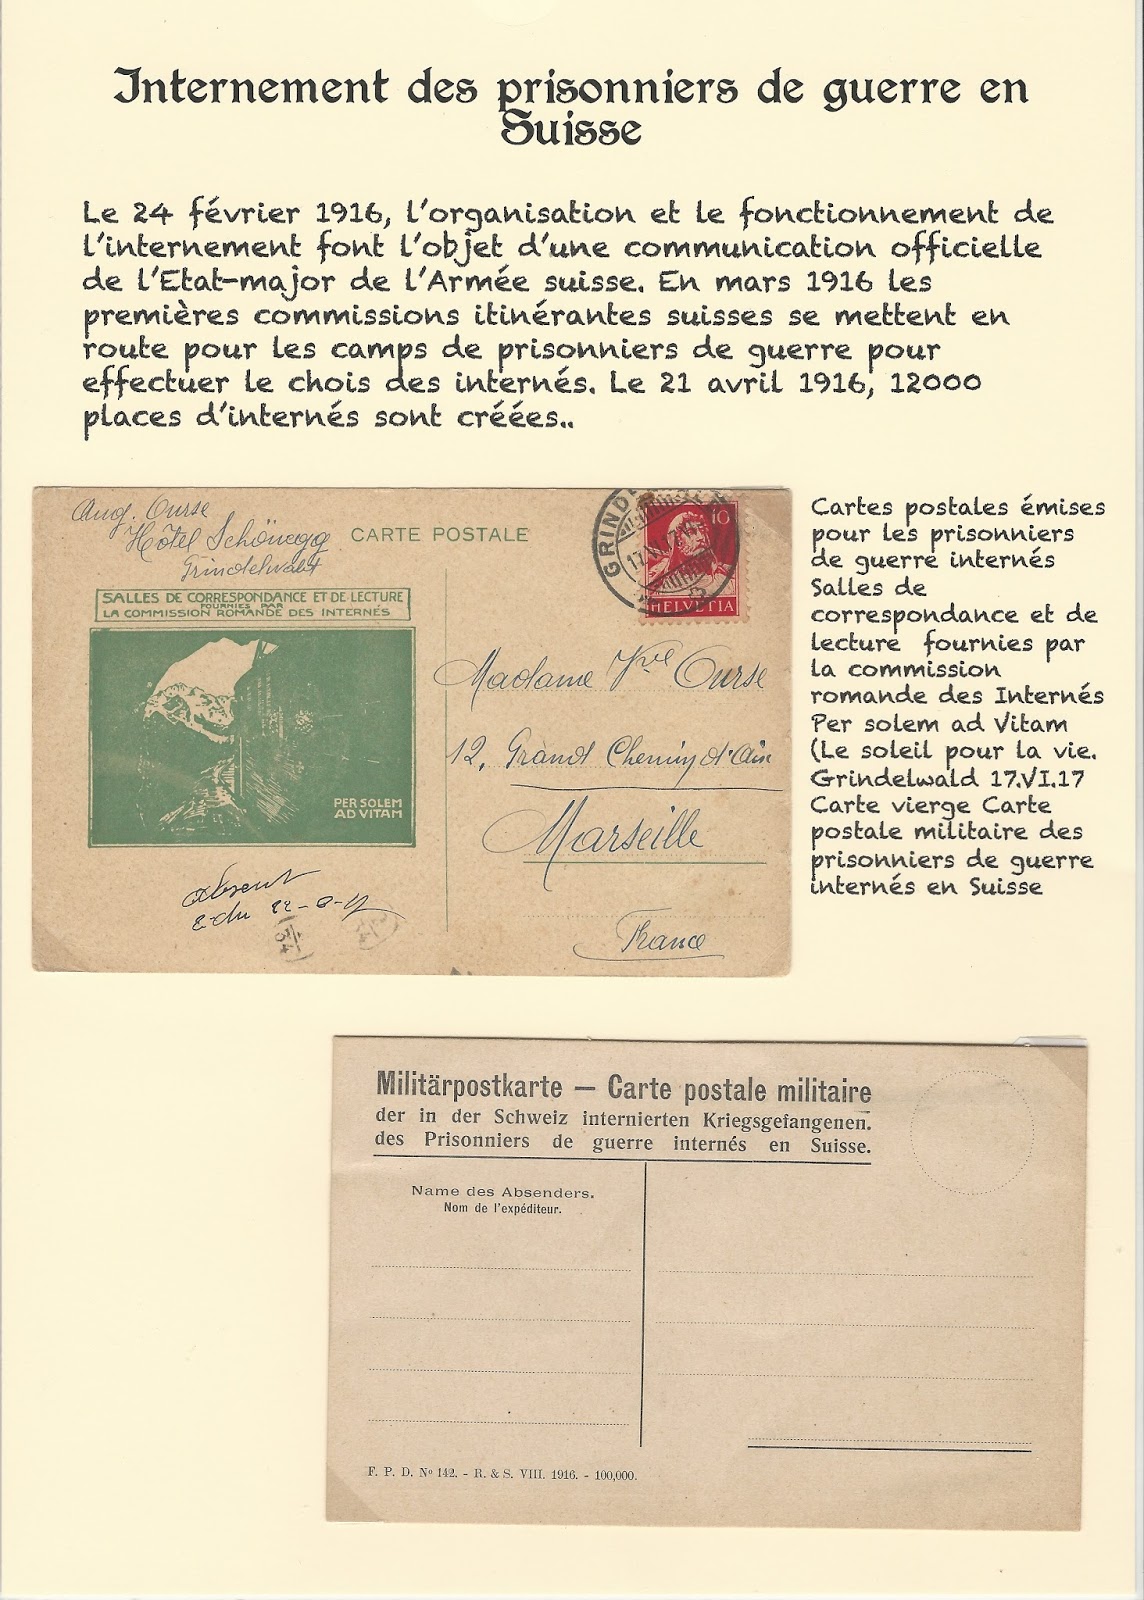 Internement des prisonniers de guerre en
Suisse
Le 24 février 1916, l'organisation et le fonctionnement de
l'internement font l'objet d'une communication officielle
de l'Etat-major de l'Armée suisse. En mars 1916 les
premières commissions itinérantes suisses se mettent en
route pour les camps de prisonniers de guerre pour
effectuer le chois des internés. Le 21 avril 1916, 12000
places d'internés sont créées..
Aug. Ourse
Hôtel Schönegg
Grindelwald
CARTE POSTALE
SALLES DE CORRESPONDANCE ET DE LECTURE
FOURNIES PAR
LA COMMISSION ROMANDE DES INTERNÉS
PER SOLEM
AD VITAM
10
HELVETIA
Madame Vve Ourse
12, Grand Chemin d'Aix
Marseille
France
Absent
34
Cartes postales émises
pour les prisonniers
de guerre internés
Salles de
correspondance et de
lecture fournies par
la commission
romande des Internés
Per solem ad Vitam
(Le soleil pour la vie.
Grindelwald 17.VI.17
Carte vierge Carte
postale militaire des
prisonniers de guerre
internés en Suisse
Militärpostkarte — Carte postale militaire
der in der Schweiz internierten Kriegsgefangenen.
des Prisonniers de guerre internés en Suisse.
Name des Absenders.
Nom de l'expéditeur.
F. P. D. No 142. - R. & S. VIII. 1916. - 100,000.